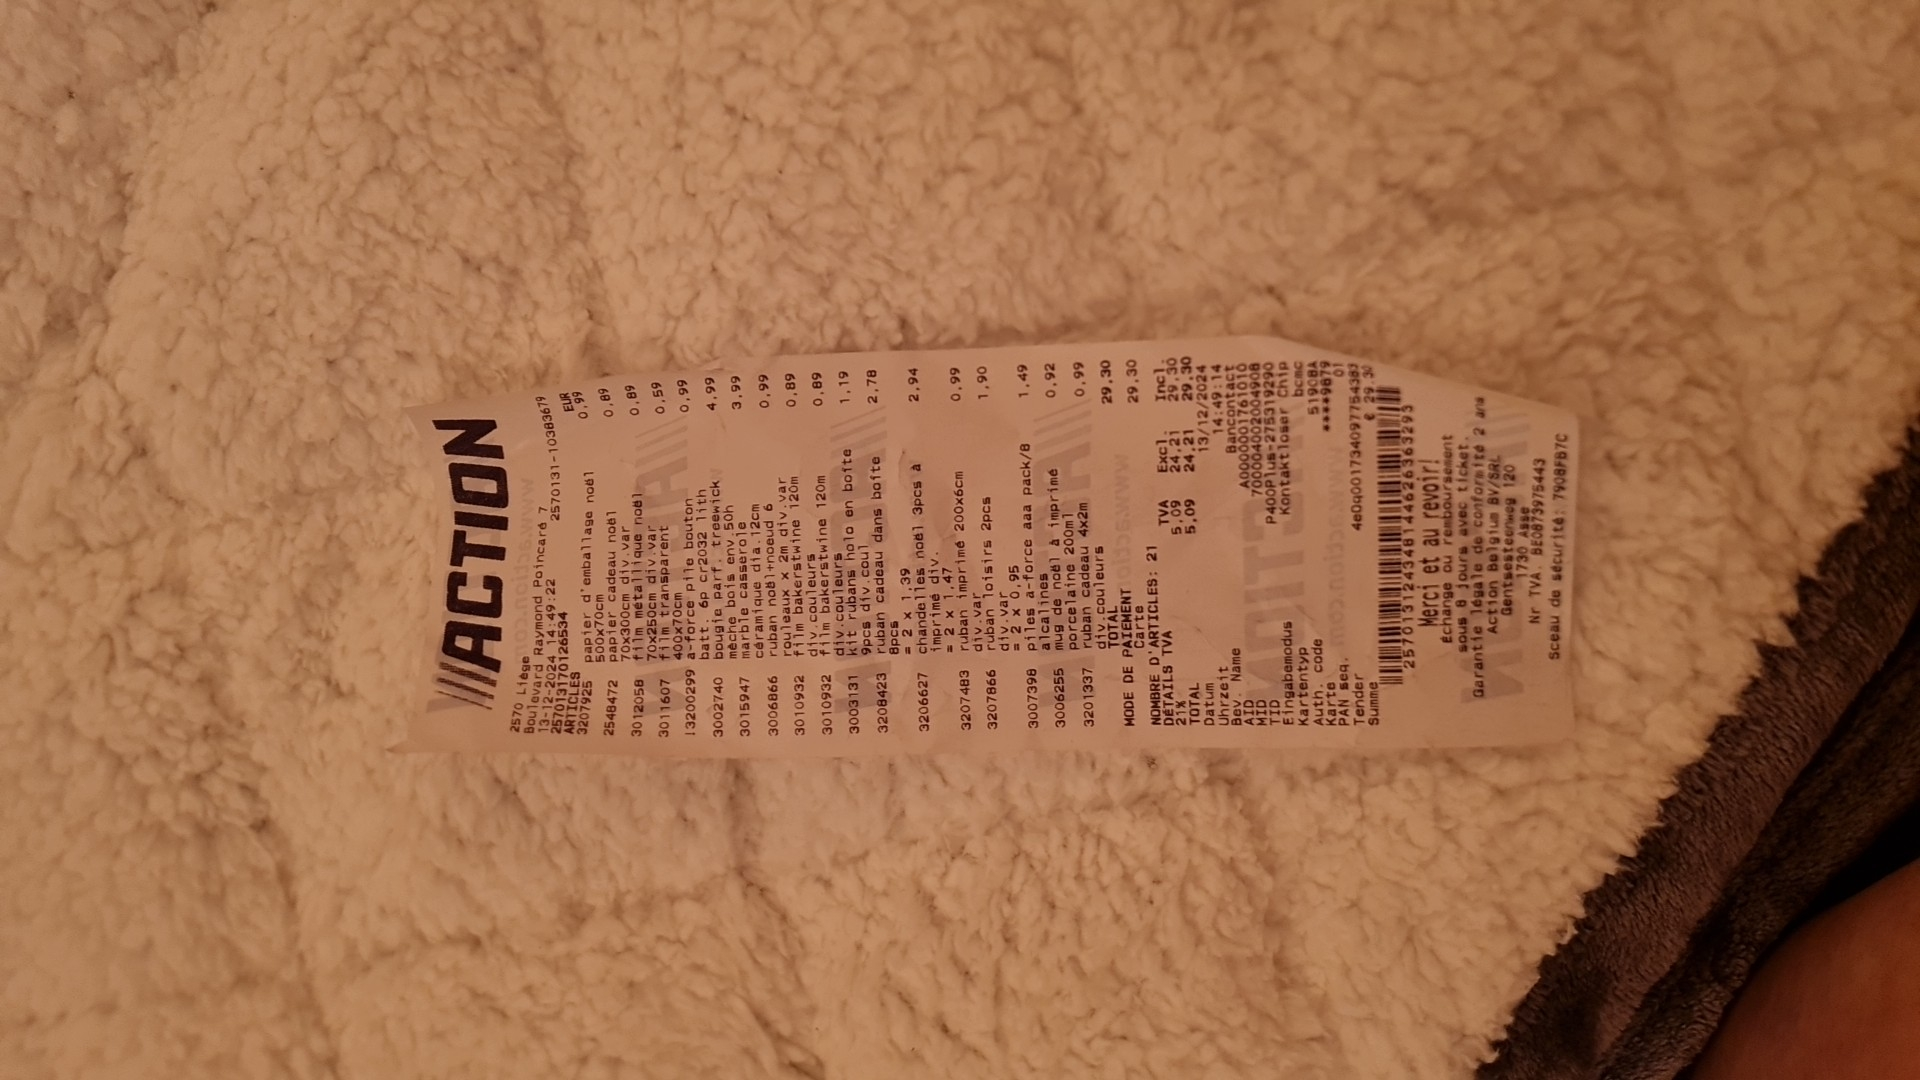 ACTION
2570 Liège
Boulevard Raymond Poincaré 7
13-12-2024 14:49:22 2570131-10383679
2570131170126534
ARTICLES EUR
3207925 papier d'emballage noël 0,99
500x70cm
2548472 papier cadeau noël 0,89
70x300cm div.var
3012058 film métallique noël 0,89
70x250cm div.var
3011607 film transparent 0,59
400x70cm
13200299 a-force pile bouton 0,99
batt. 6p cr2032 lith
3002740 bougie parf. treewick 4,99
mèche bois env.50h
3015947 marble casserole 3,99
céramique dia.12cm
3006866 ruban noël+noeud 6 0,99
rouleaux x 2m div.var
3010932 film bakerstwine 120m 0,89
div.couleurs
3010932 film bakerstwine 120m 0,89
div.couleurs
3003131 kit rubans holo en boîte 1,19
9pcs div.coul
3208423 ruban cadeau dans boîte 2,78
8pcs
= 2 x 1,39
3206627 chandelles noël 3pcs à 2,94
imprimé div.
= 2 x 1,47
3207483 ruban imprimé 200x6cm 0,99
div.var
3207866 ruban loisirs 2pcs 1,90
div.var
= 2 x 0,95
3007398 piles a-force aaa pack/8 1,49
alcalines
3006255 mug de noël à imprimé 0,92
porcelaine 200ml
3201337 ruban cadeau 4x2m 0,99
div.couleurs
TOTAL 29,30
MODE DE PAIEMENT
Carte 29,30
NOMBRE D'ARTICLES: 21
DÉTAILS TVA TVA Excl. Incl.
21% 5,09 24,21 29,30
TOTAL 5,09 24,21 29,30
Datum 13/12/2024
Uhrzeit 14:49:14
Bev. Name Bancontact
AID A0000001761010
MID 700004002004908
TID P400Plus-275319290
Eingabemodus Kontaktloser Chip
Kartentyp bcmc
Auth. code 51908A
Karte ****9879
PAN seq. 01
Tender 4e0q001734097754383
Summe € 29.30
2570131243481446263632​93
Merci et au revoir!
Échange ou remboursement
sous 8 jours avec ticket.
Garantie légale de conformité 2 ans
Action Belgium BV/SRL
Gentsesteenweg 120
1730 Asse
Nr TVA. BE0873975443
Sceau de sécurité: 7908FB7C